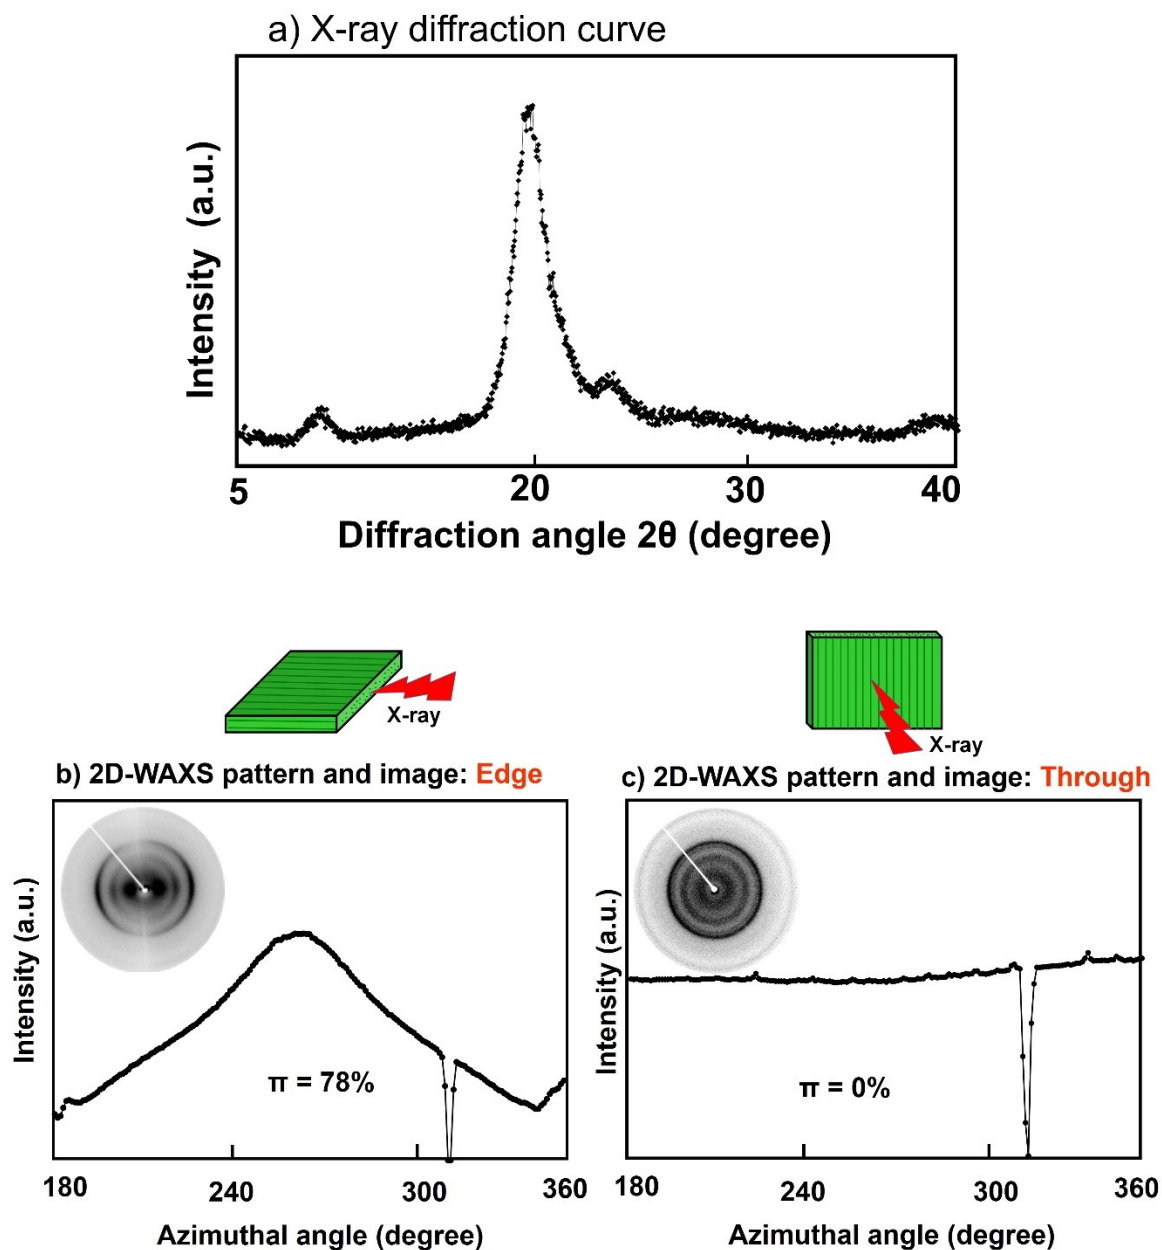 a) X-ray diffraction curve
Intensity (a.u.)
5 20 30 40
Diffraction angle 2θ (degree)
X-ray
X-ray
b) 2D-WAXS pattern and image: Edge
Intensity (a.u.)
π = 78%
180 240 300 360
Azimuthal angle (degree)
c) 2D-WAXS pattern and image: Through
Intensity (a.u.)
π = 0%
180 240 300 360
Azimuthal angle (degree)